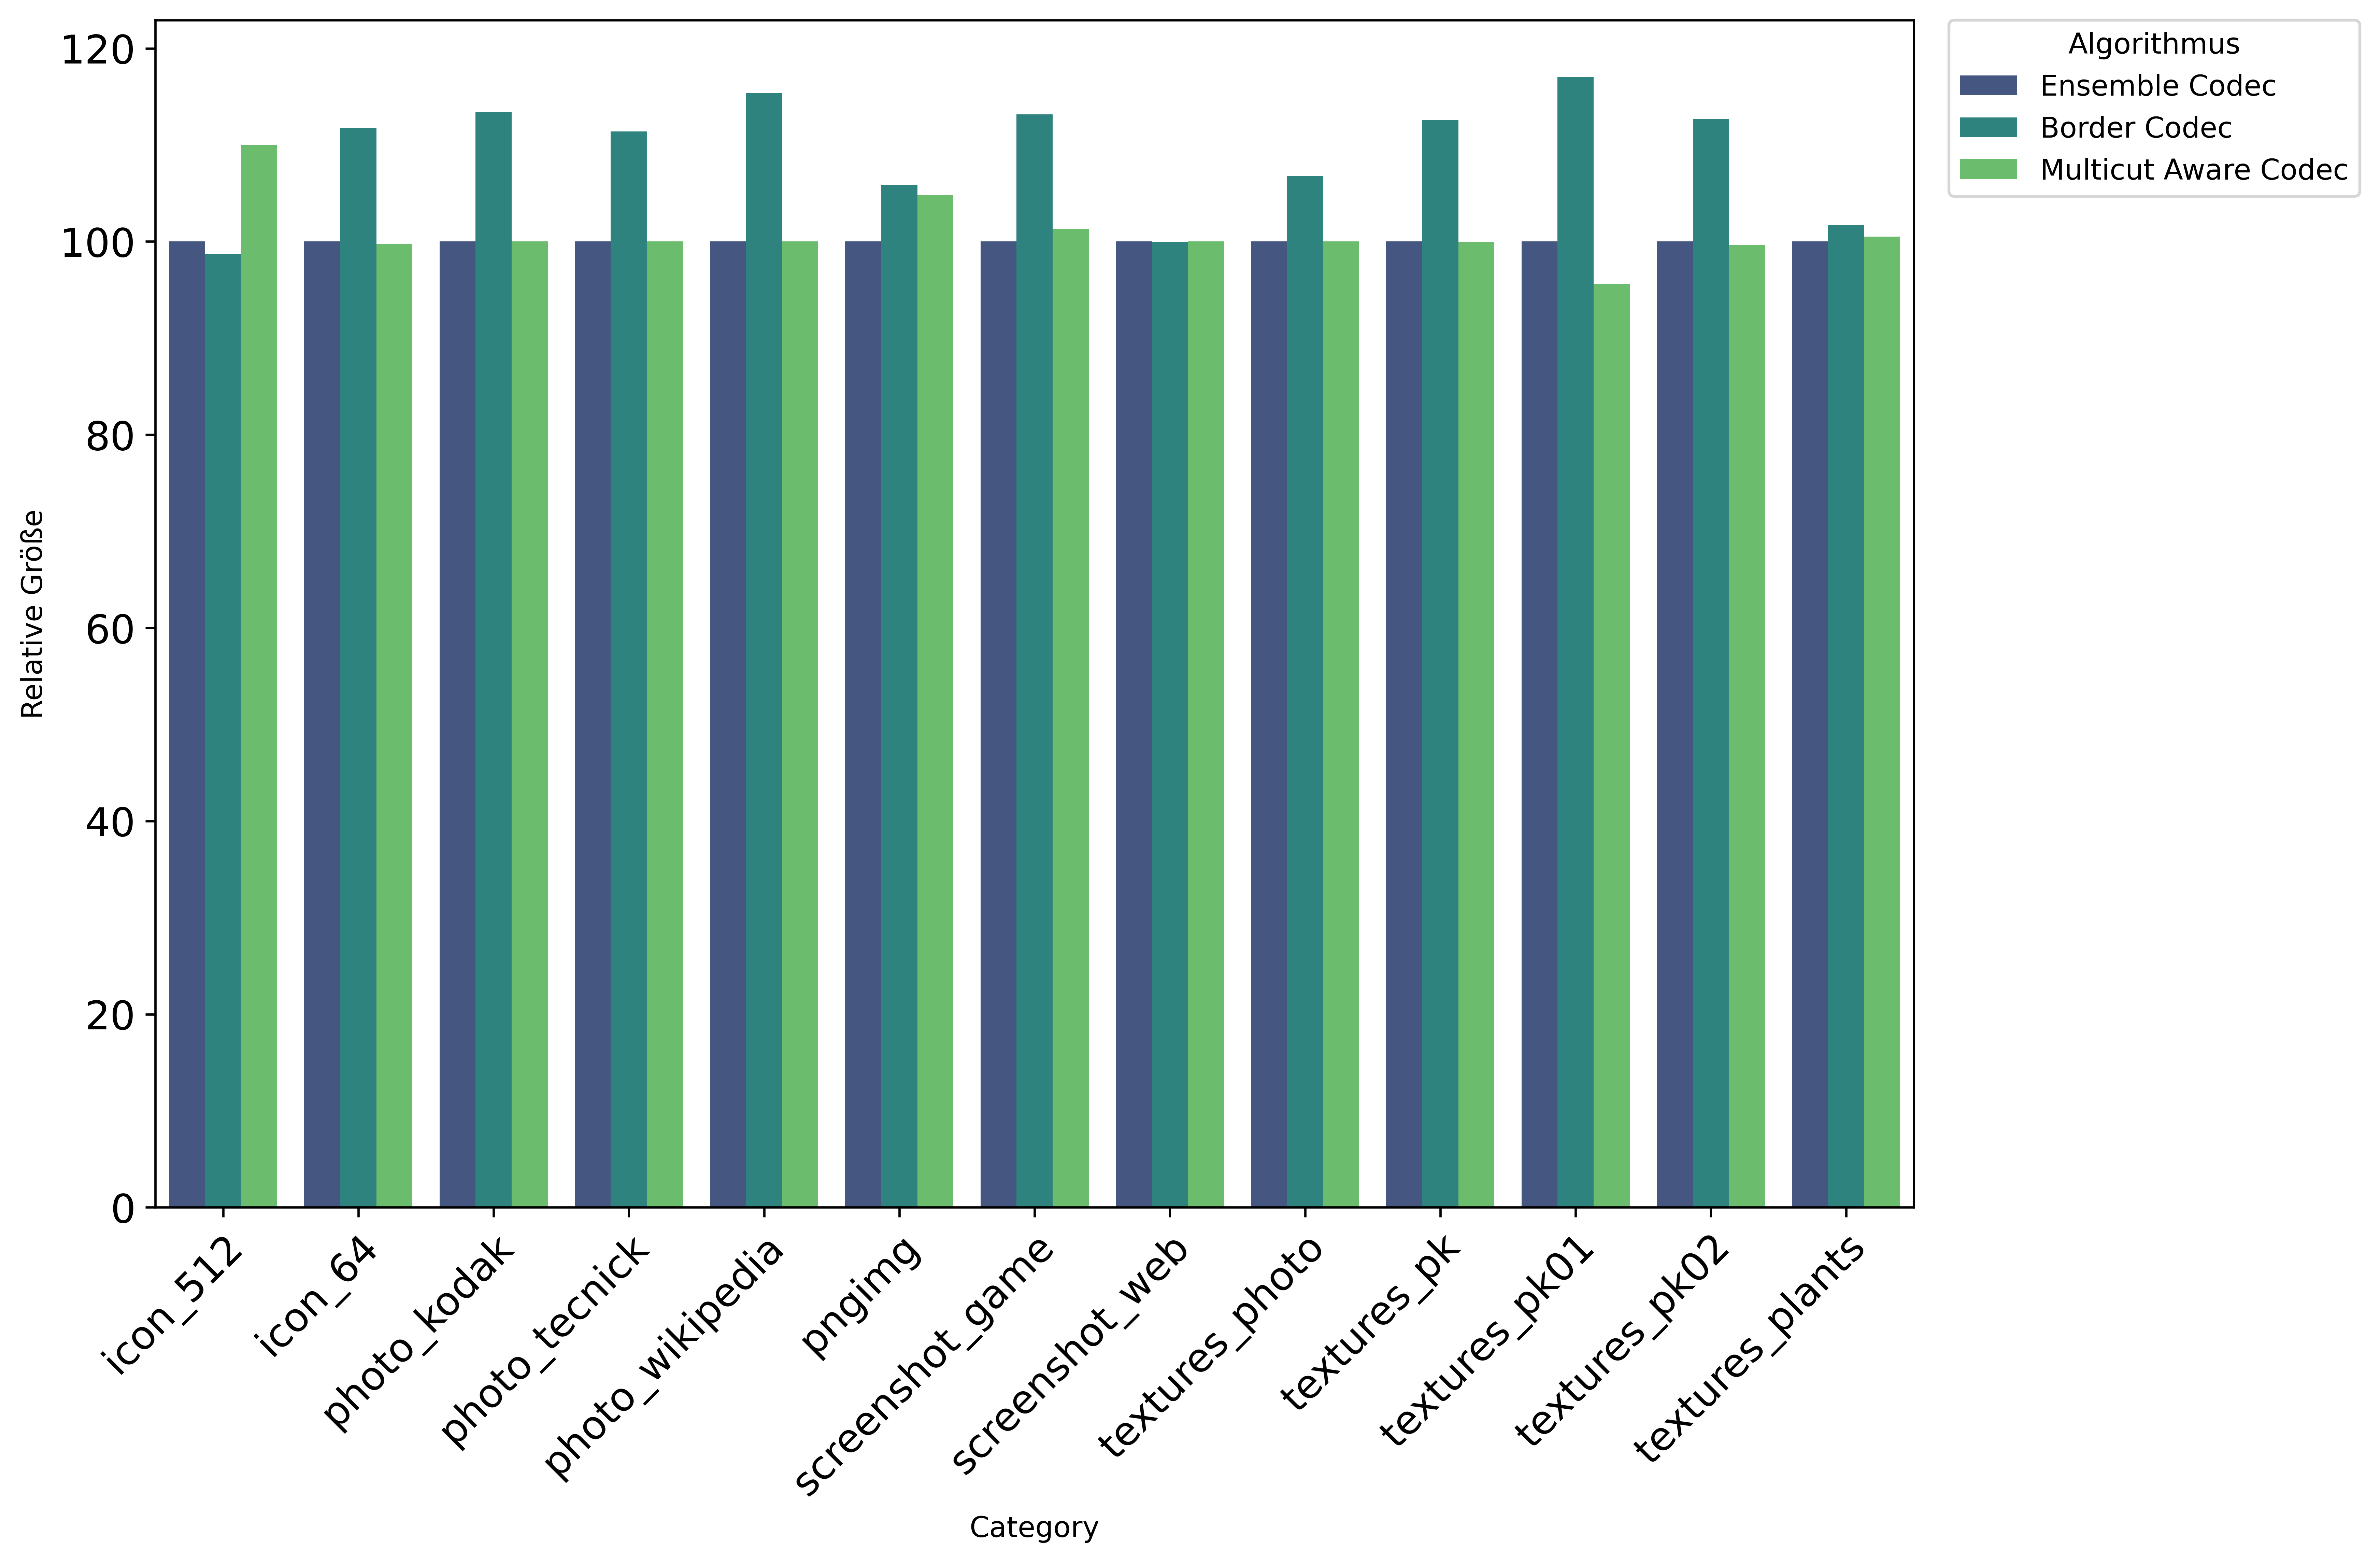 120
100
80
60
40
20
0
Relative Größe
icon_512
icon_64
photo_kodak
photo_tecnick
photo_wikipedia
pngimg
screenshot_game
screenshot_web
textures_photo
textures_pk
textures_pk01
textures_pk02
textures_plants
Category
Algorithmus
Ensemble Codec
Border Codec
Multicut Aware Codec